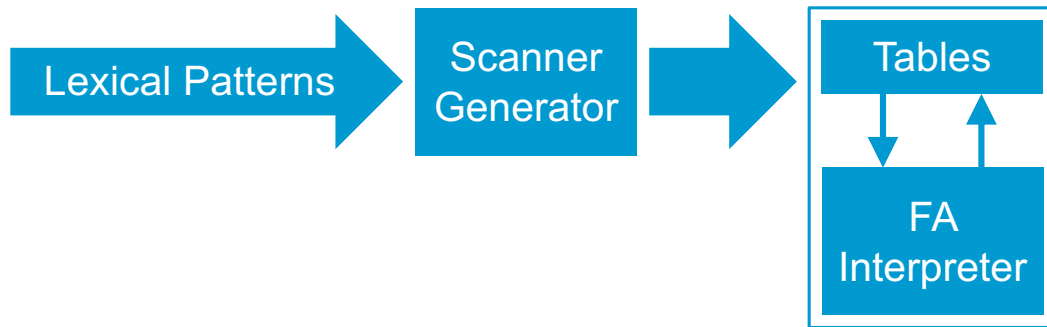 Lexical Patterns
Scanner
Generator
Tables
FA
Interpreter